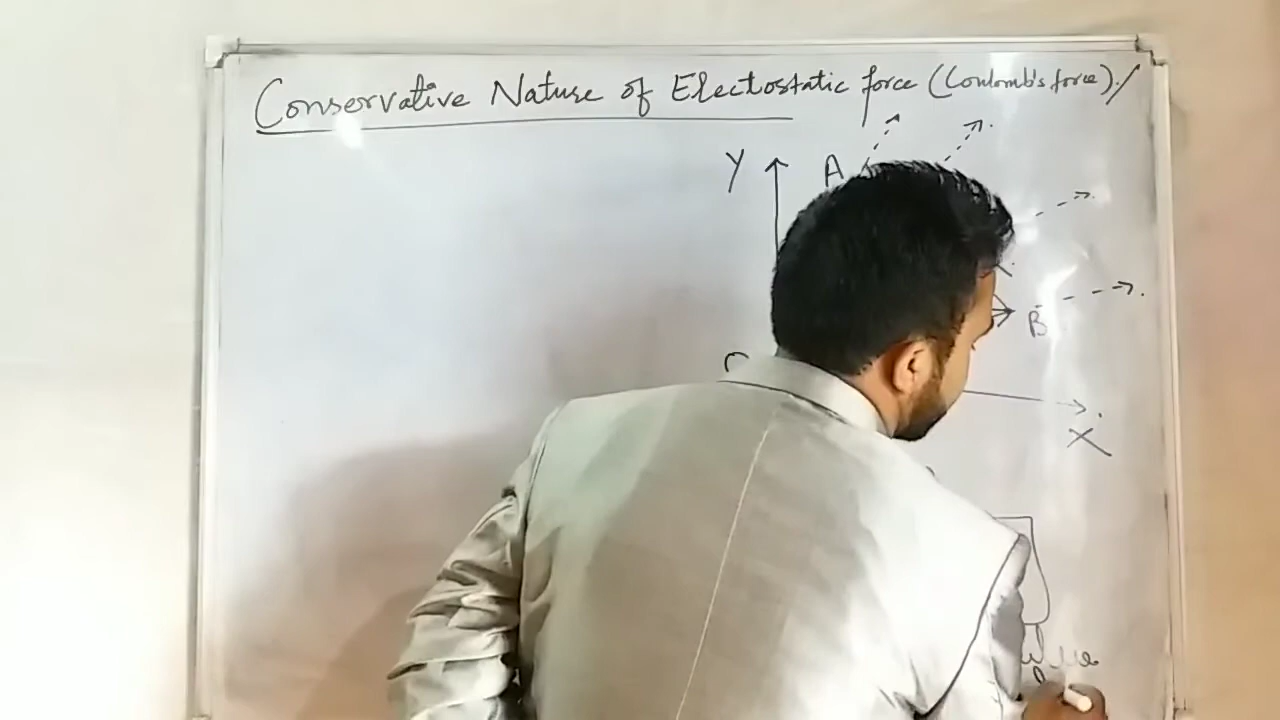 Conservative Nature of Electostatic force (Coulomb's force)./
Y
A
B
X